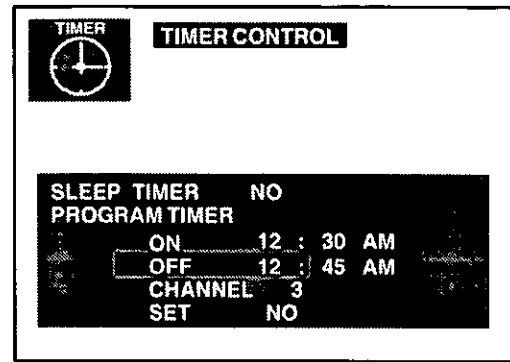 TIMER
TIMER CONTROL
SLEEP TIMER NO
PROGRAM TIMER
ON 12 : 30 AM
OFF 12 : 45 AM
CHANNEL 3
SET NO